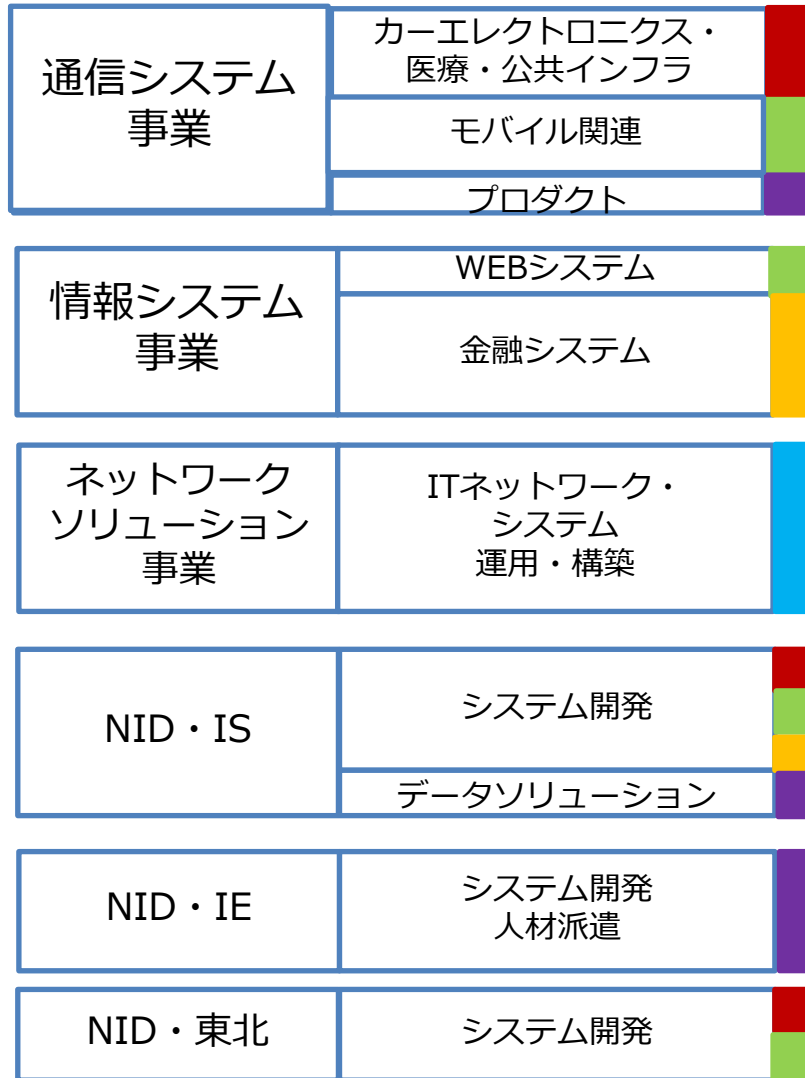 通信システム
事業
カーエレクトロニクス・
医療・公共インフラ
モバイル関連
プロダクト
情報システム
事業
WEBシステム
金融システム
ネットワーク
ソリューション
事業
ITネットワーク・
システム
運用・構築
NID・IS
システム開発
データソリューション
NID・IE
システム開発
人材派遣
NID・東北
システム開発